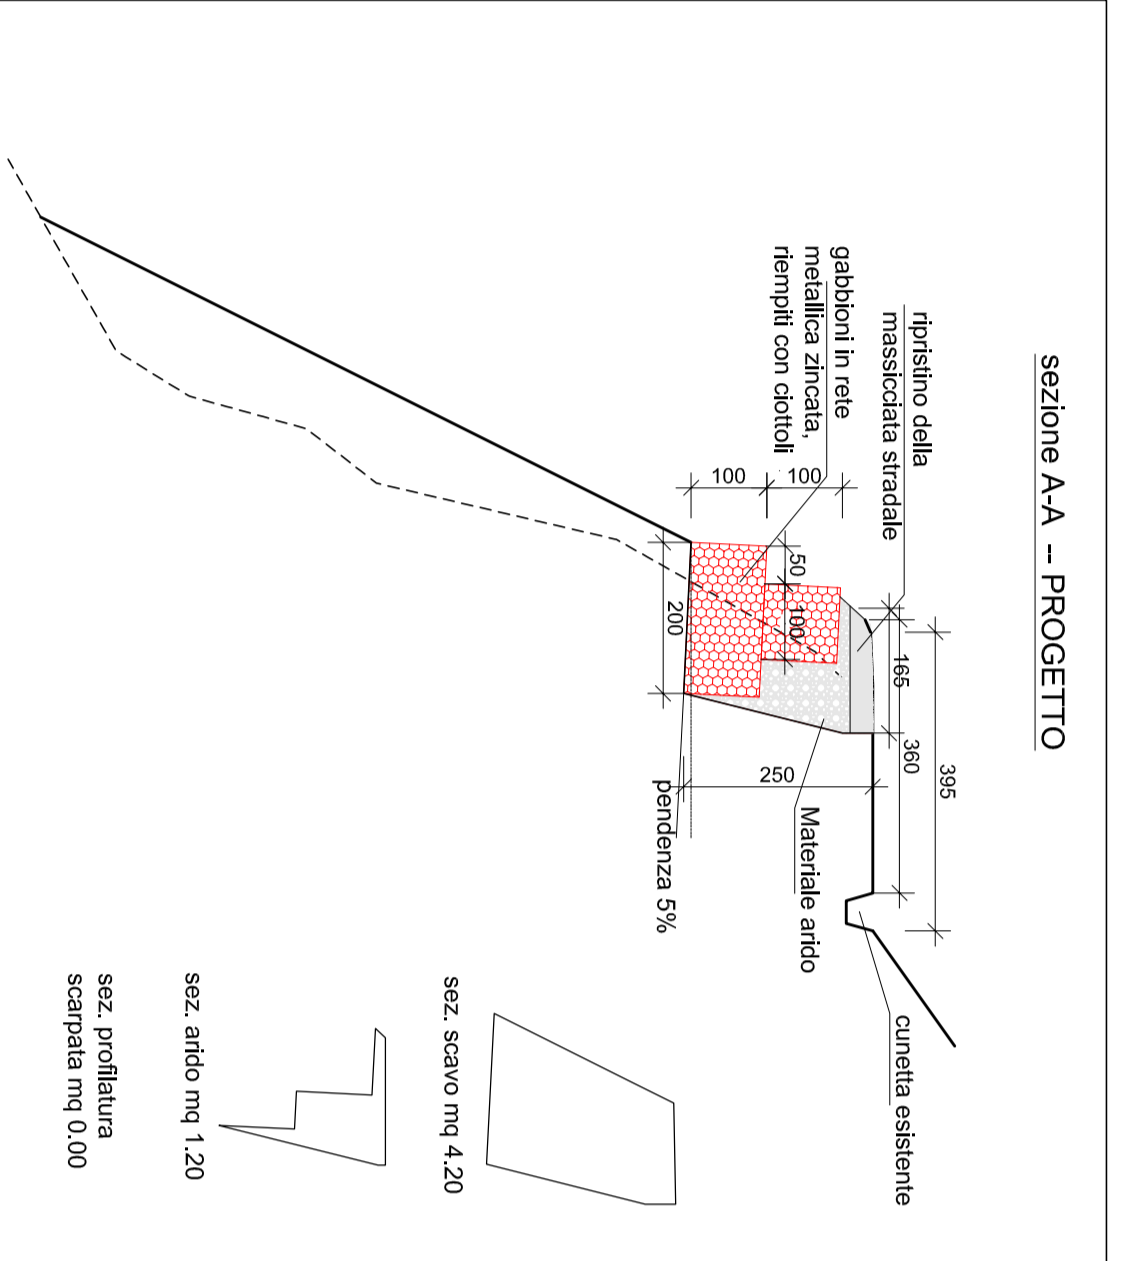 sezione A-A -- PROGETTO
ripristino della
massicciata stradale
gabbioni in rete
metallica zincata,
riempiti con ciottoli
395
360
165
100
100
50
100
200
250
pendenza 5%
Materiale arido
cunetta esistente
sez. scavo mq 4.20
sez. arido mq 1.20
sez. profilatura
scarpata mq 0.00